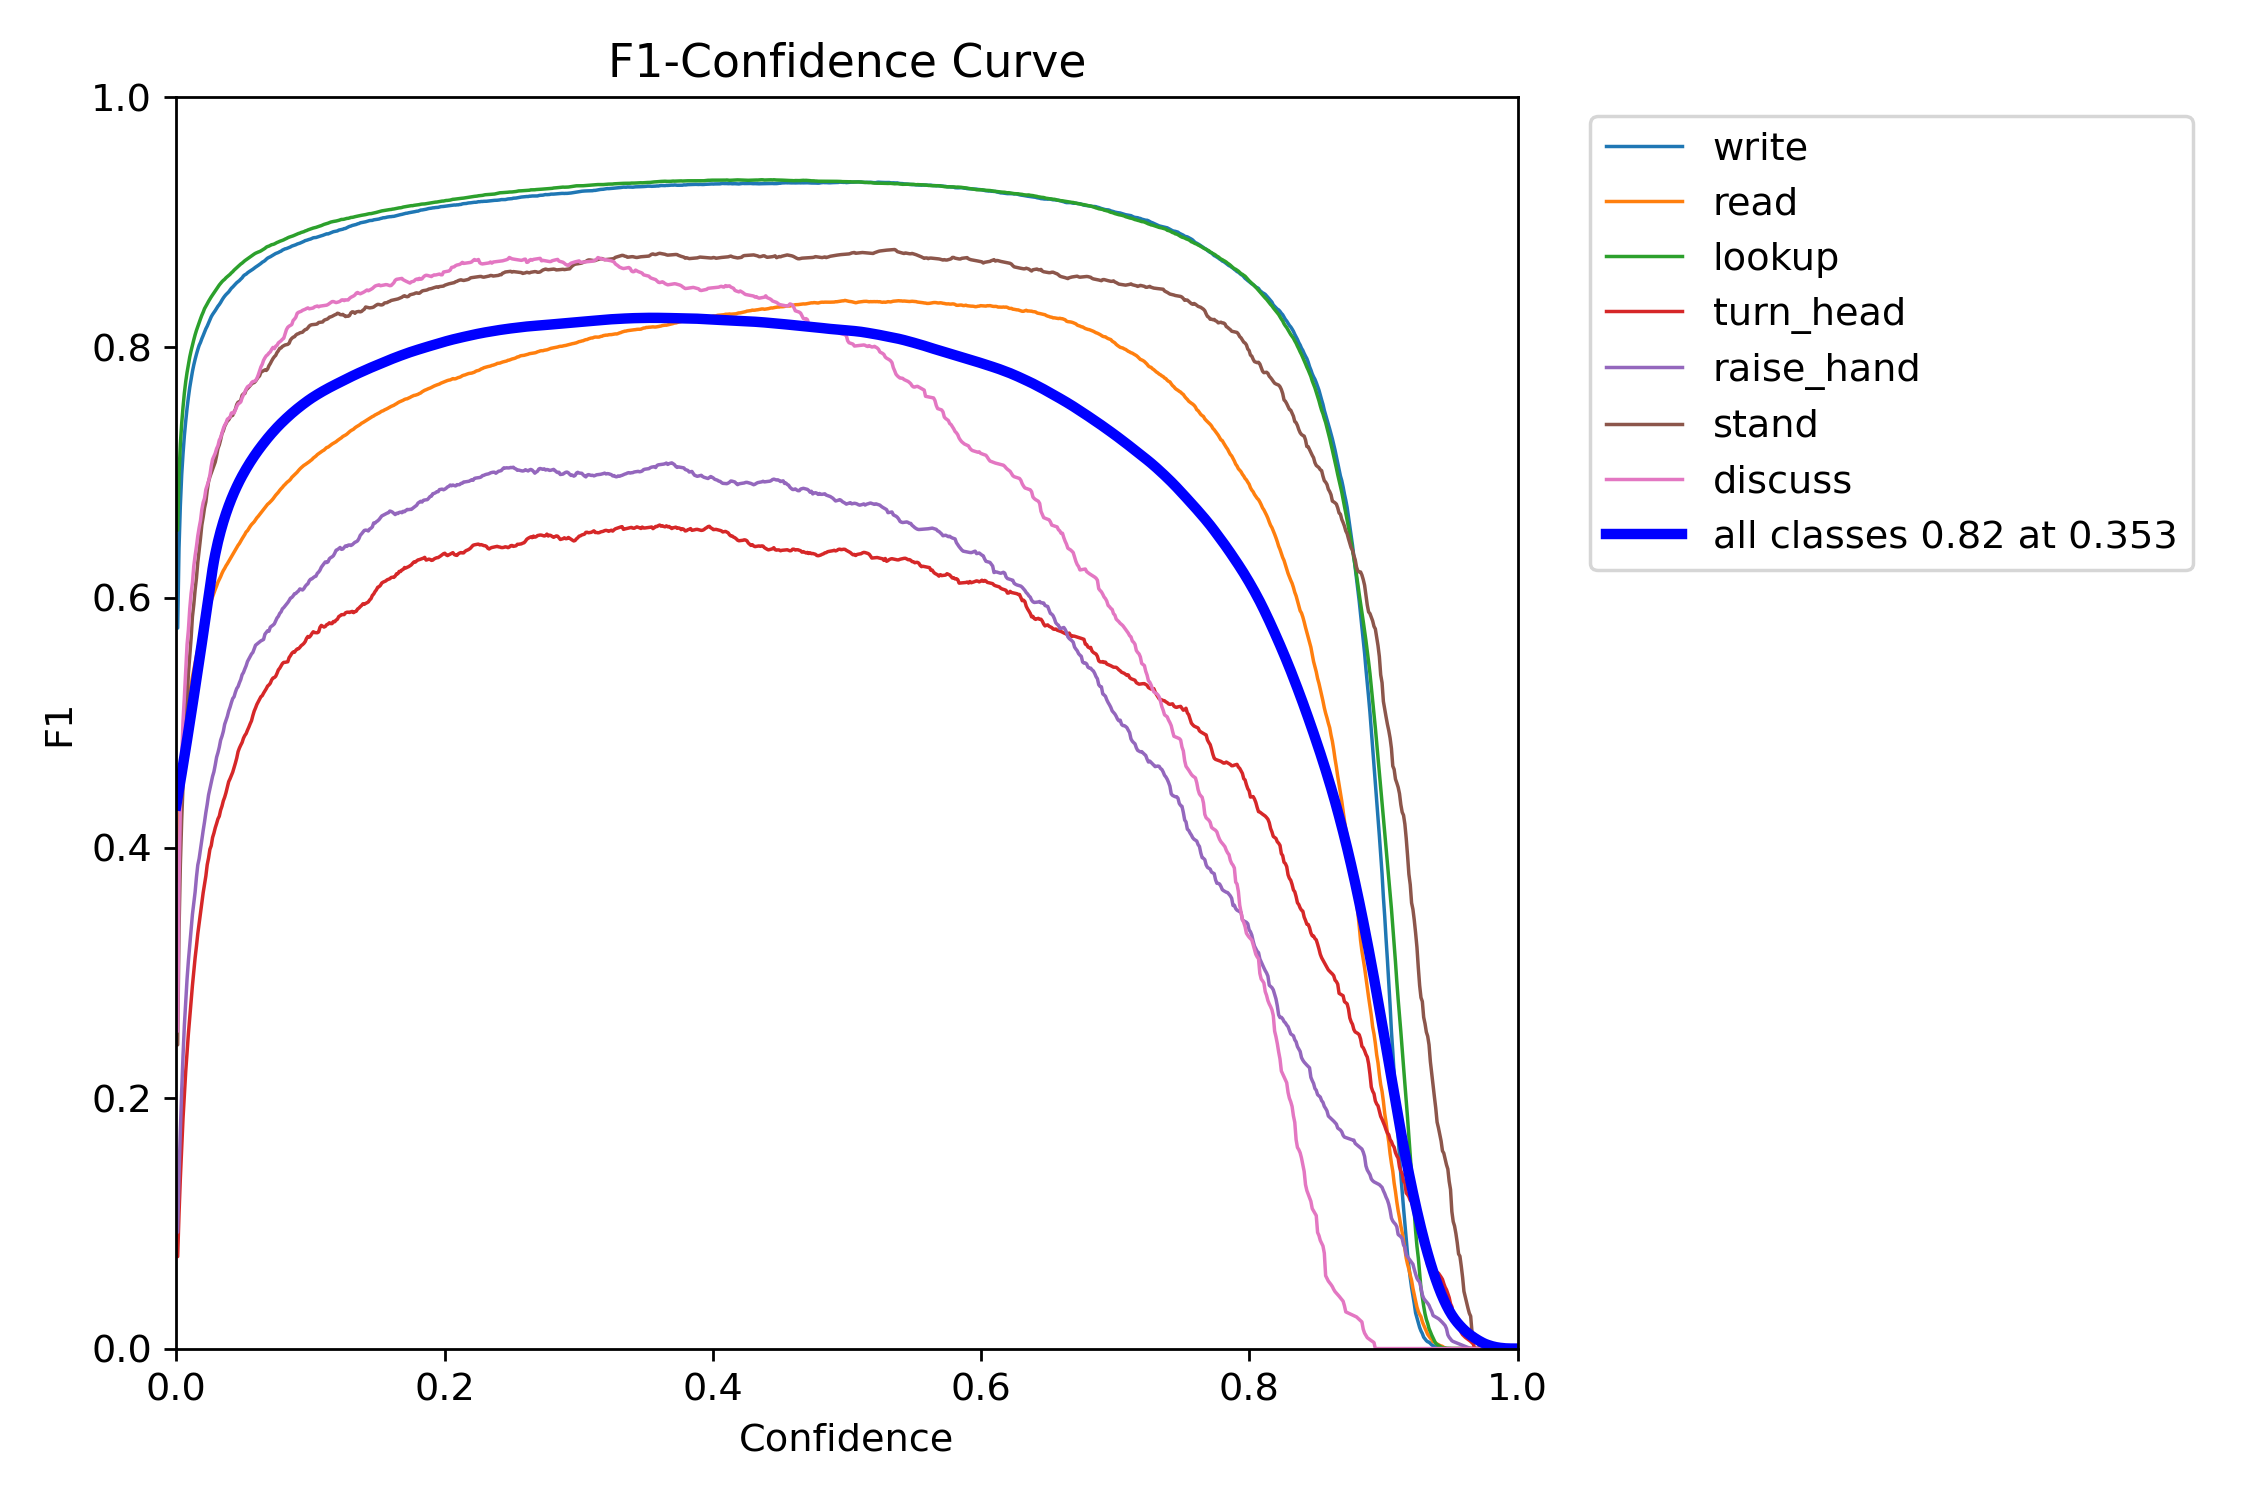 F1-Confidence Curve
1.0
0.8
0.6
0.4
0.2
0.0
F1
0.0 0.2 0.4 0.6 0.8 1.0
Confidence
write
read
lookup
turn_head
raise_hand
stand
discuss
all classes 0.82 at 0.353